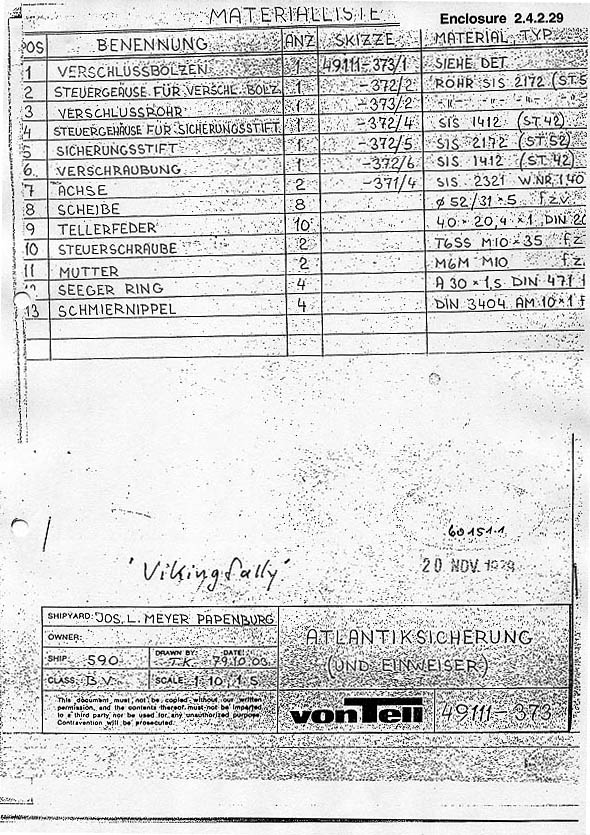 MATERIALLISTE
Enclosure 2.4.2.29
POS BENENNUNG ANZ SKIZZE MATERIAL, TYP.
1 VERSCHLUSSBOLZEN 1 49111-373/1 SIEHE DET.
2 STEUERGEÄUSE FÜR VERSCHL. BOLZ 1 -372/2 ROHR SIS 2172 (ST.5
3 VERSCHLUSSROHR 1 -373/2 -"- -"- -"-
4 STEUERGEHÄUSE FÜR SICHERUNGSSTIFT 1 -372/4 SIS 1412 (ST.42)
5 SICHERUNGSSTIFT 1 -372/5 SIS 2172 (ST.52)
6. VERSCHRAUBUNG 1 -372/6 SIS 1412 (ST.42)
7 ACHSE 2 -371/4 SIS 2321 W.NR.1.40
8 SCHEIBE 8 ø 52/31×5 f.z.v.
9 TELLERFEDER 10 40×20,4×1, DIN 20
10 STEUERSCHRAUBE 2 T6SS M10×35 f.z.
11 MUTTER 2 M6M M10 f.z.
12 SEEGER RING 4 A 30×1,5 DIN 471 f
13 SCHMIERNIPPEL 4 DIN 3404 AM 10×1 f
60151.1
20 NOV. 1979
'Viking Sally'
SHIPYARD: JOS. L. MEYER PAPENBURG
OWNER:
SHIP: 590 DRAWN BY: T.K. DATE: 79.10.03
CLASS: B.V. SCALE: 1:10, 1:5
This document must not be copied without our written
permission, and the contents thereof must not be imparted
to a third party nor be used for any unauthorized purpose.
Contravention will be prosecuted.
ATLANTIKSICHERUNG
(UND EINWEISER)
von Tell 49111-373